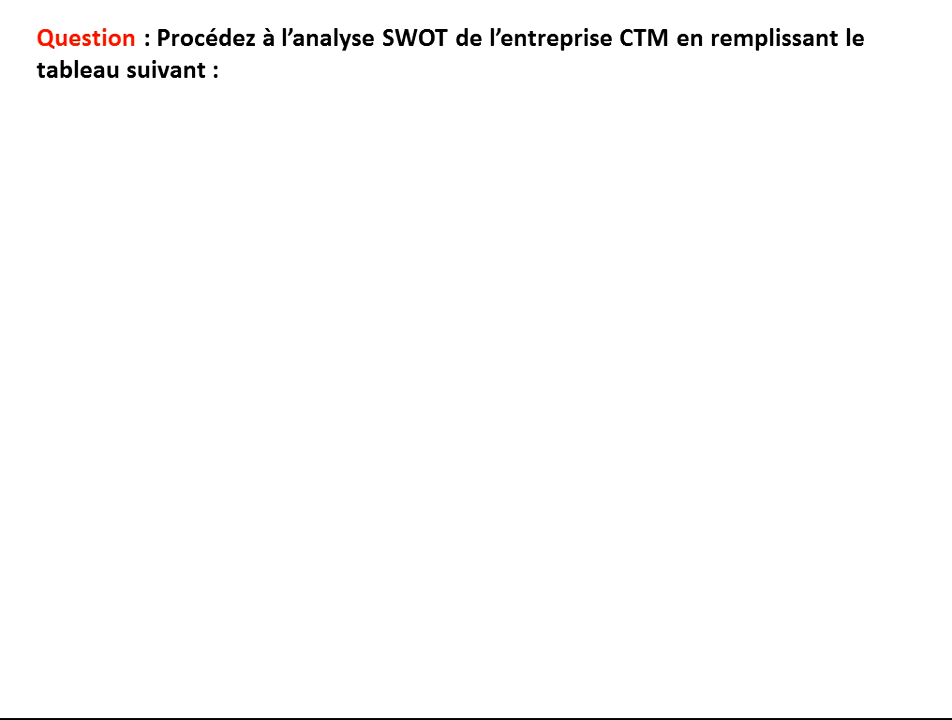 Question : Procédez à l’analyse SWOT de l’entreprise CTM en remplissant le
tableau suivant :